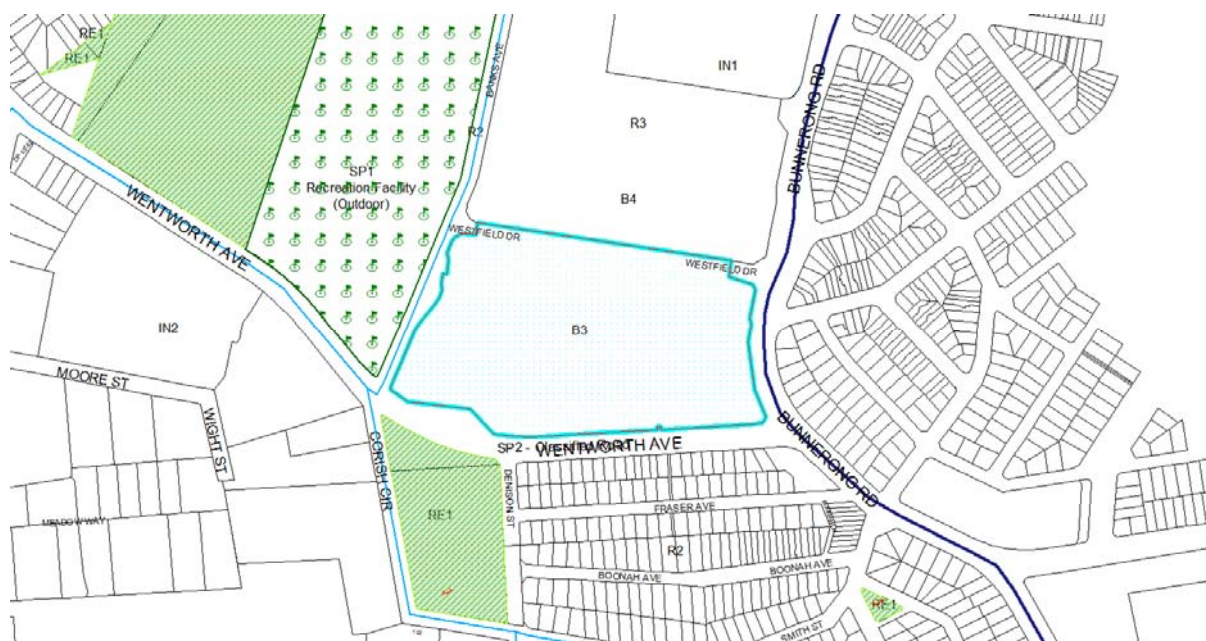 RE1
RE1
BANKS AVE
IN1
R3
R2
BUNNERONG RD
SP1
Recreation Facility
(Outdoor)
B4
WENTWORTH AVE
WESTFIELD DR
WESTFIELD DR
IN2
B3
MOORE ST
WIGHT ST
CORISH CIR
BUNNERONG RD
SP2 -
WENTWORTH AVE
DENISON ST
RE1
FRASER AVE
MEADOW WAY
R2
BOONAH AVE
BOONAH AVE
RE1
SMITH ST